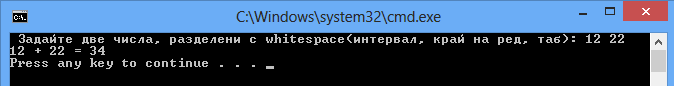 C:\Windows\system32\cmd.exe
Задайте две числа, разделени с whitespace(интервал, край на ред, таб): 12 22
12 + 22 = 34
Press any key to continue . . .